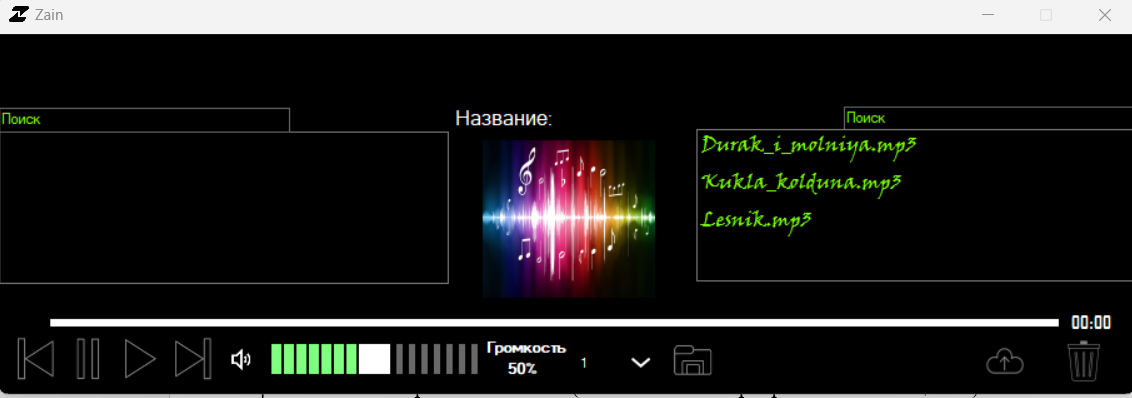 Zain
Поиск
Название:
Поиск
Durak_i_molniya.mp3
Kukla_kolduna.mp3
Lesnik.mp3
00:00
Громкость
50%
1